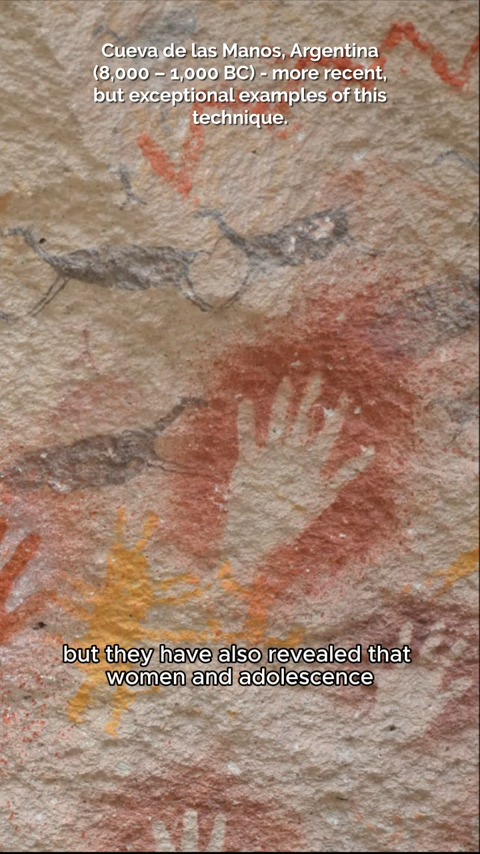 Cueva de las Manos, Argentina
(8,000 – 1,000 BC) - more recent,
but exceptional examples of this
technique.
but they have also revealed that
women and adolescence